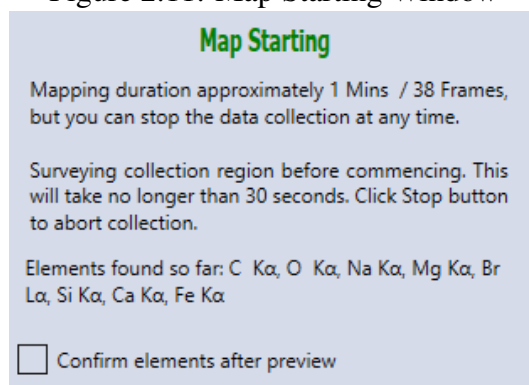 Map Starting
Mapping duration approximately 1 Mins / 38 Frames,
but you can stop the data collection at any time.
Surveying collection region before commencing. This
will take no longer than 30 seconds. Click Stop button
to abort collection.
Elements found so far: C Kα, O Kα, Na Kα, Mg Kα, Br
Lα, Si Kα, Ca Kα, Fe Kα
Confirm elements after preview